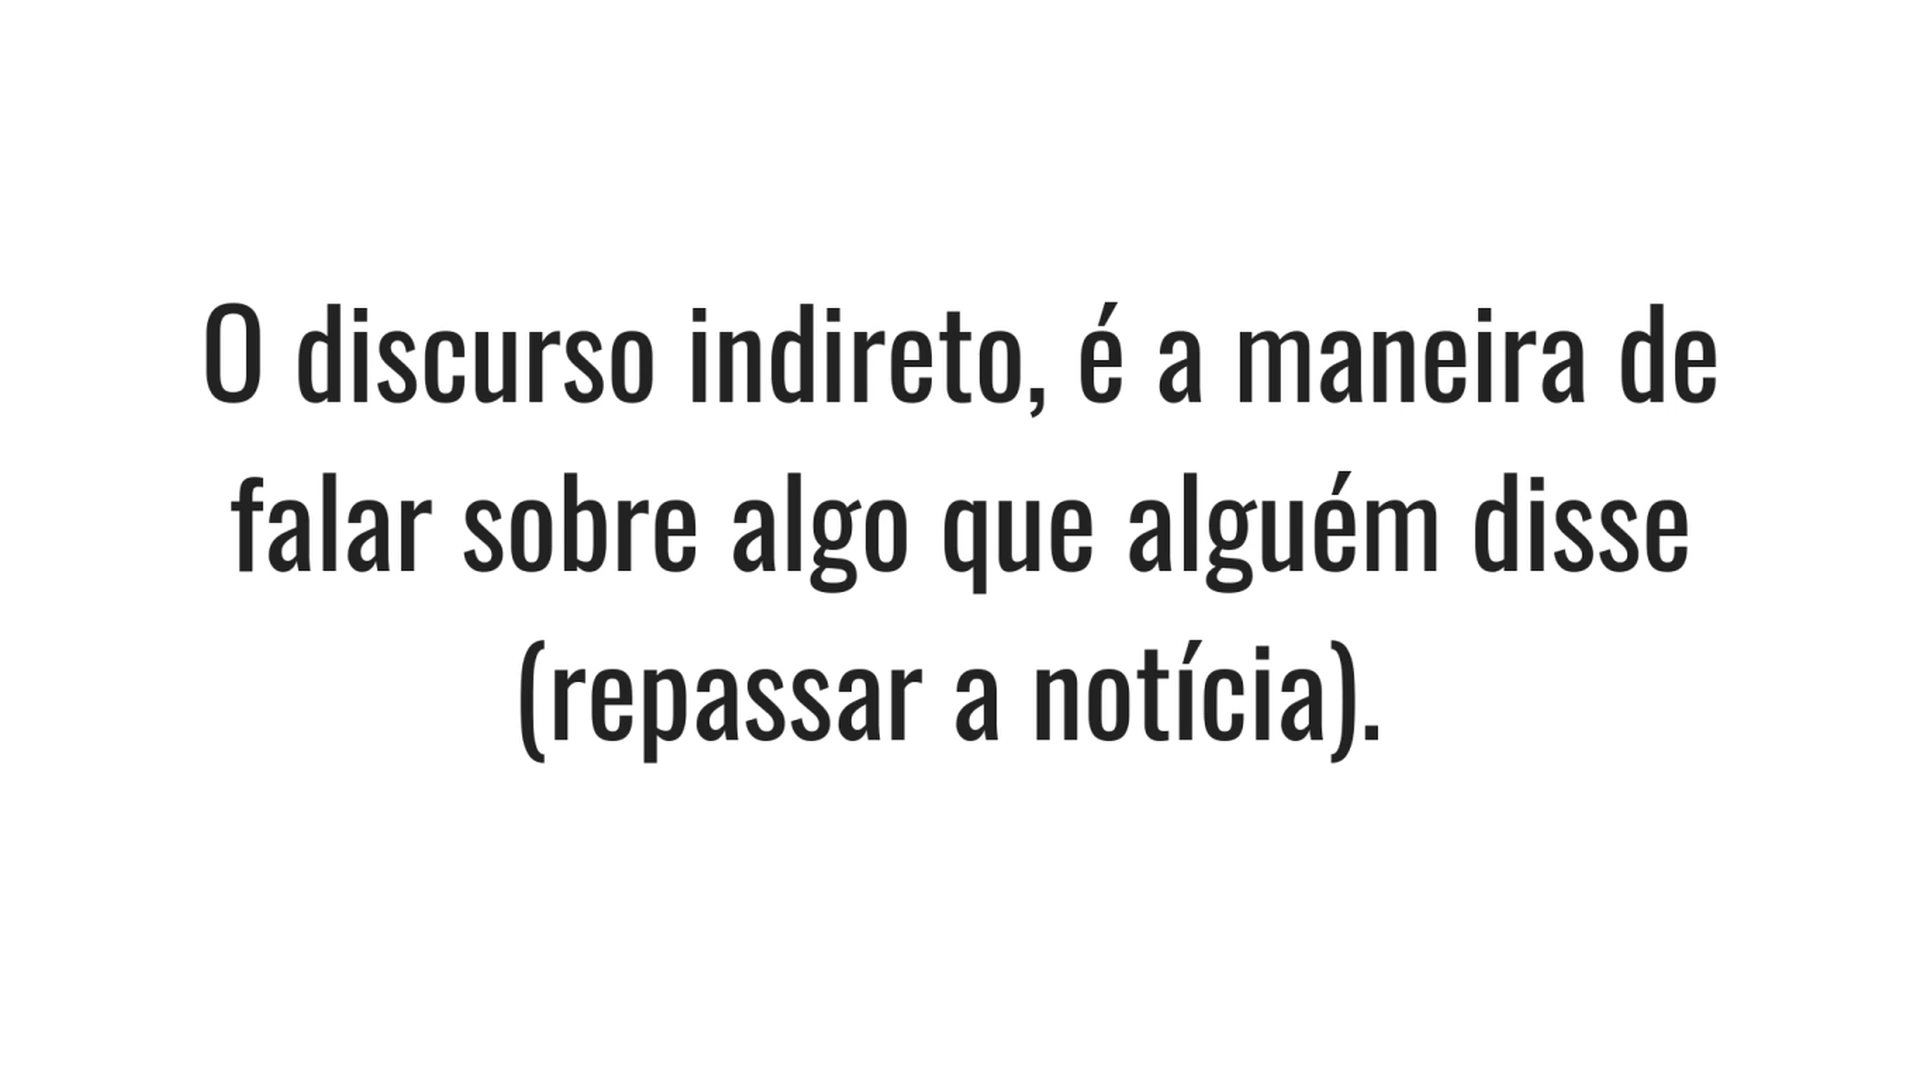 O discurso indireto, é a maneira de
falar sobre algo que alguém disse
(repassar a notícia).